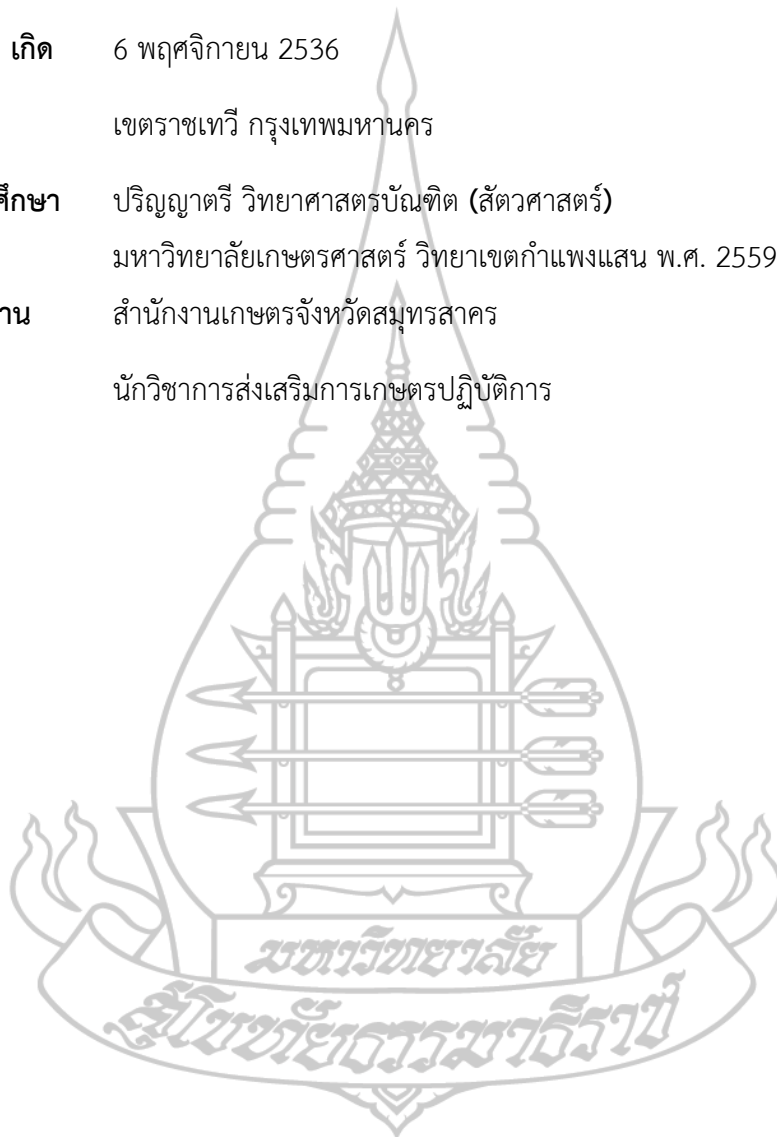 เกิด 6 พฤศจิกายน 2536
เขตราชเทวี กรุงเทพมหานคร
ศึกษา ปริญญาตรี วิทยาศาสตรบัณฑิต (สัตวศาสตร์)
มหาวิทยาลัยเกษตรศาสตร์ วิทยาเขตกำแพงแสน พ.ศ. 2559
าน สำนักงานเกษตรจังหวัดสมุทรสาคร
นักวิชาการส่งเสริมการเกษตรปฏิบัติการ
มหาวิทยาลัย
สุโขทัยธรรมาธิราช